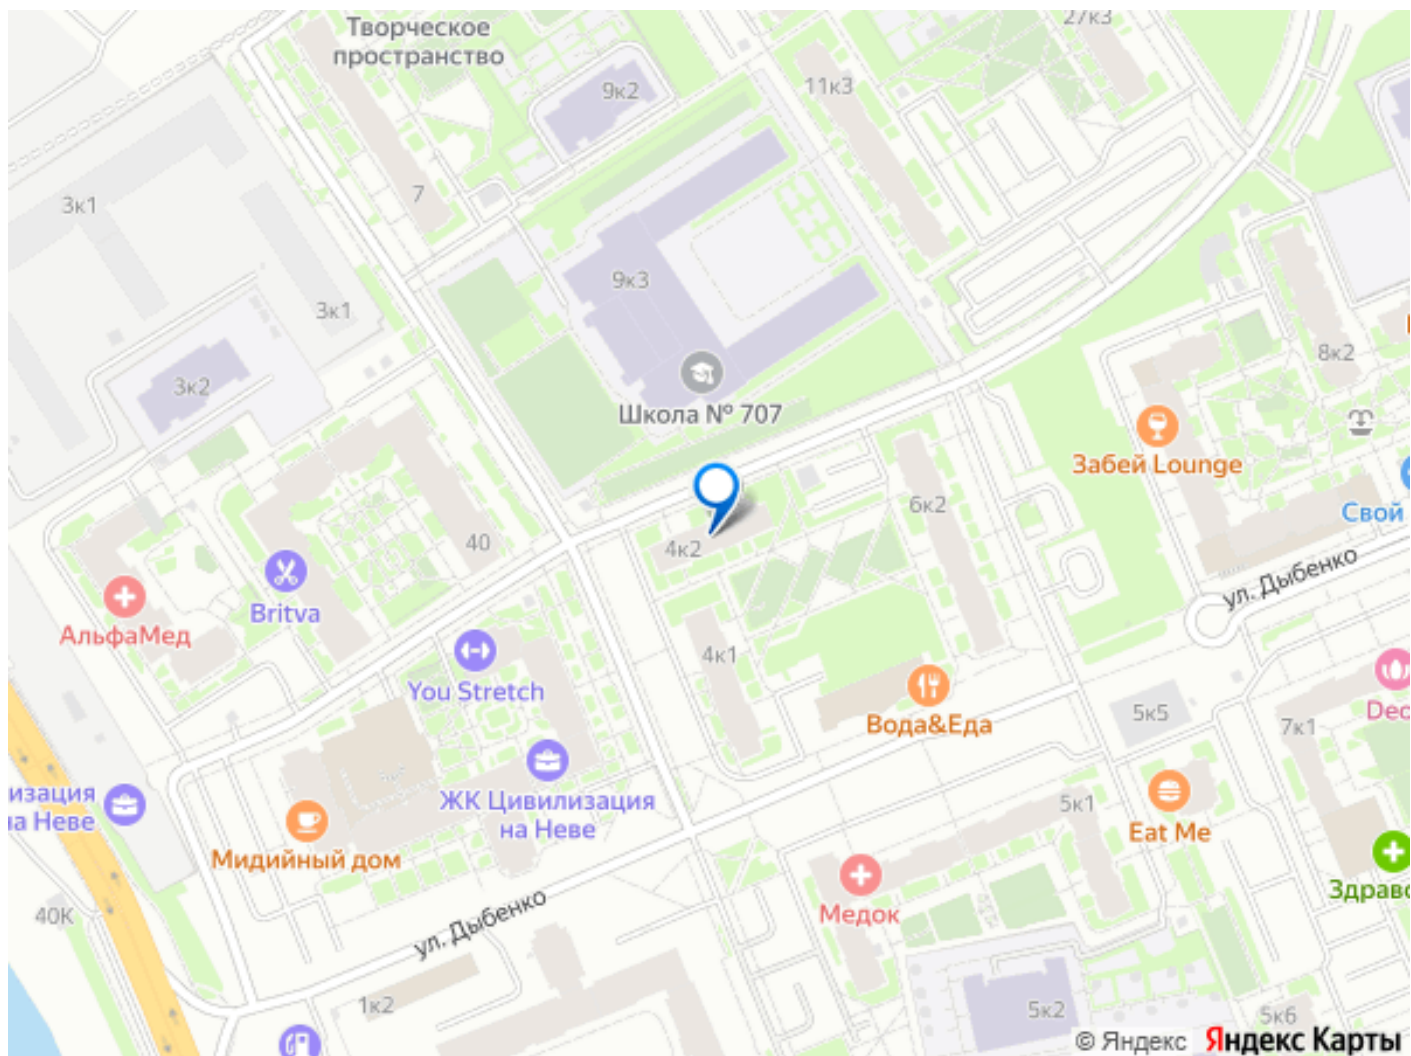 Творческое
пространство
27к3
9к2
11к3
7
3к1
9к3
3к1
8к2
3к2
Школа № 707
Забей Lounge
6к2
Свой
40
4к2
ул. Дыбенко
Britva
АльфаМед
4к1
You Stretch
Вода&Еда
5к5
7к1
Dec
изация
на Неве
ЖК Цивилизация
на Неве
5к1
Eat Me
Мидийный дом
Здраво
40К
Медок
ул. Дыбенко
1к2
5к2
5к6
© Яндекс Яндекс Карты